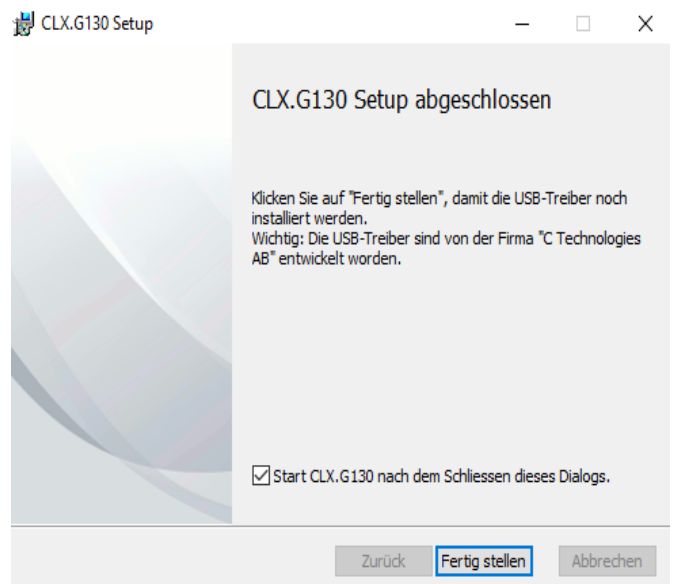 CLX.G130 Setup
CLX.G130 Setup abgeschlossen
Klicken Sie auf "Fertig stellen", damit die USB-Treiber noch
installiert werden.
Wichtig: Die USB-Treiber sind von der Firma "C Technologies
AB" entwickelt worden.
Start CLX.G130 nach dem Schliessen dieses Dialogs.
Zurück Fertig stellen Abbrechen